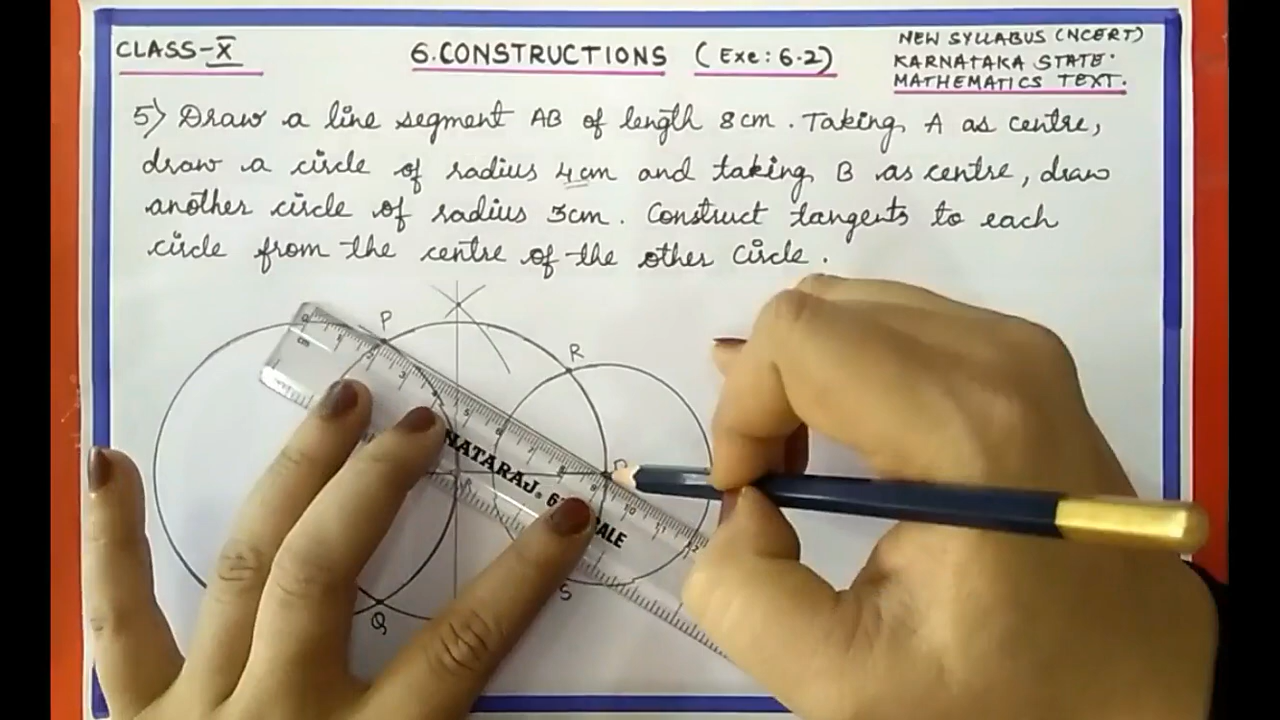 CLASS-X
6.CONSTRUCTIONS (Exe: 6.2)
NEW SYLLABUS (NCERT)
KARNATAKA STATE
MATHEMATICS TEXT.
5) Draw a line segment AB of length 8cm. Taking A as centre,
draw a circle of radius 4cm and taking B as centre, draw
another circle of radius 3cm. Construct tangents to each
circle from the centre of the other circle.
P
R
NATARAJ
Q
S